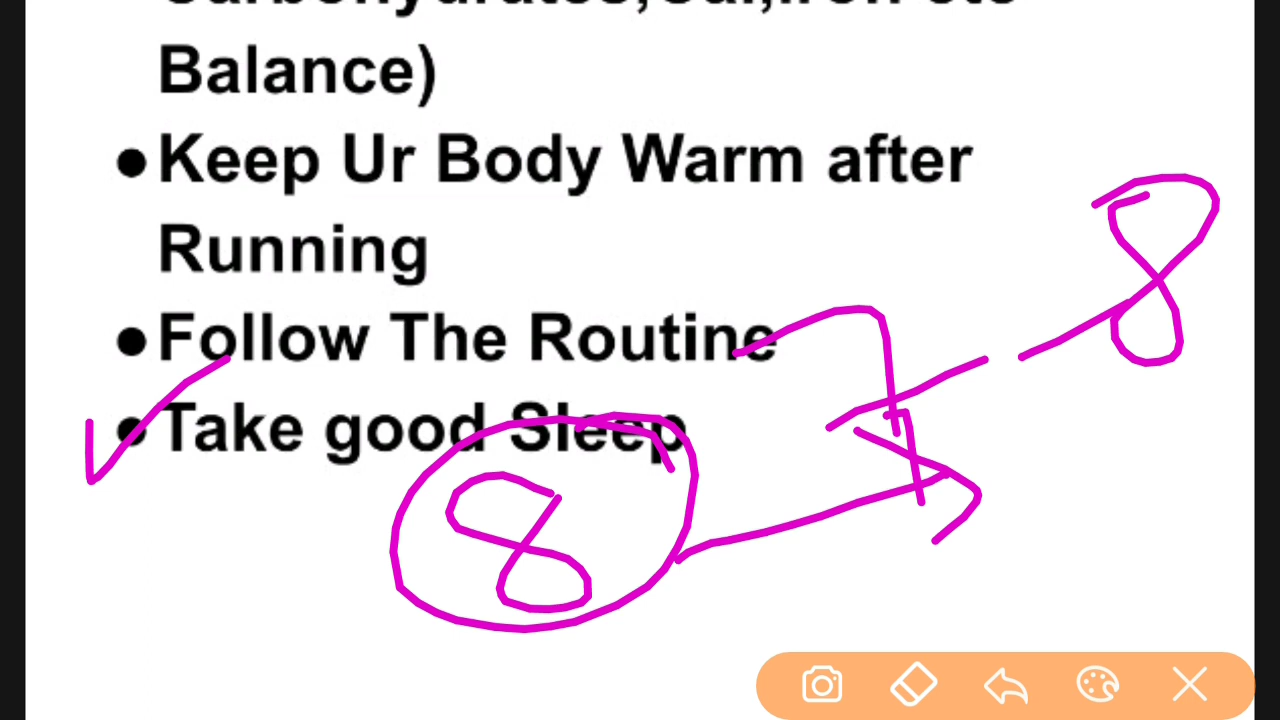 Balance)
●Keep Ur Body Warm after
Running
●Follow The Routine
●Take good Sleep
7-8
8